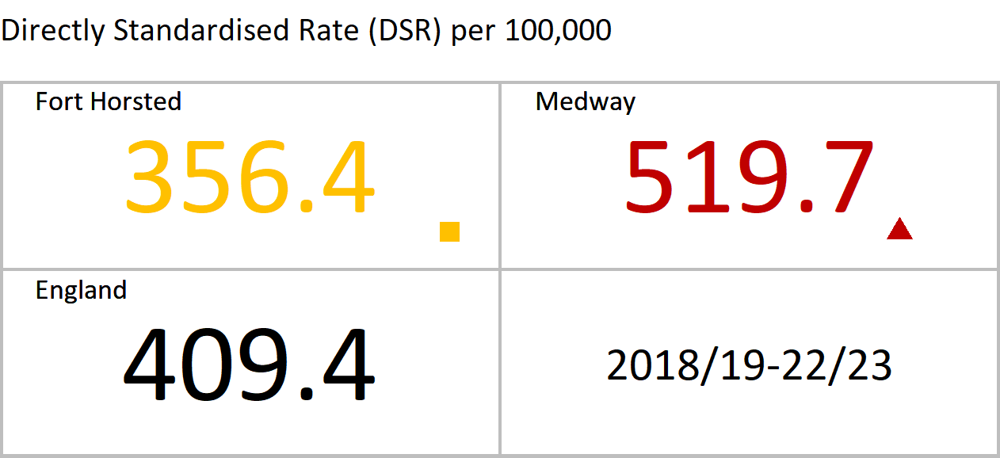 Directly Standardised Rate (DSR) per 100,000
Fort Horsted
356.4
Medway
519.7
England
409.4
2018/19-22/23